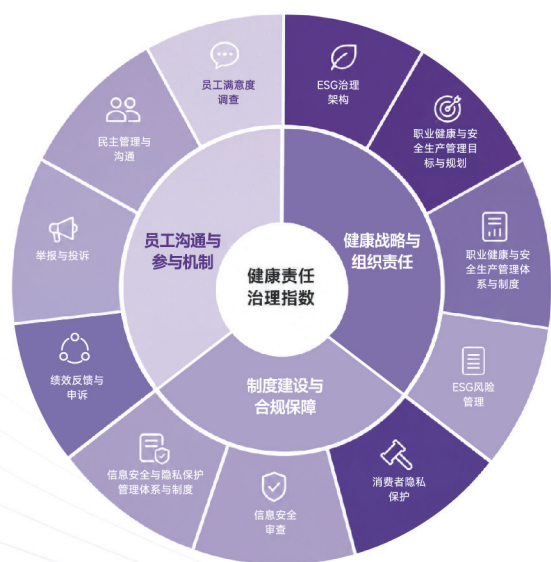 健康责任
治理指数
健康战略与
组织责任
制度建设与
合规保障
员工沟通与
参与机制
ESG治理
架构
职业健康与安
全生产管理目
标与规划
职业健康与安
全生产管理体
系与制度
ESG风险
管理
消费者隐私
保护
信息安全
审查
信息安全与隐私保护
管理体系与制度
绩效反馈与
申诉
举报与投诉
民主管理与
沟通
员工满意度
调查